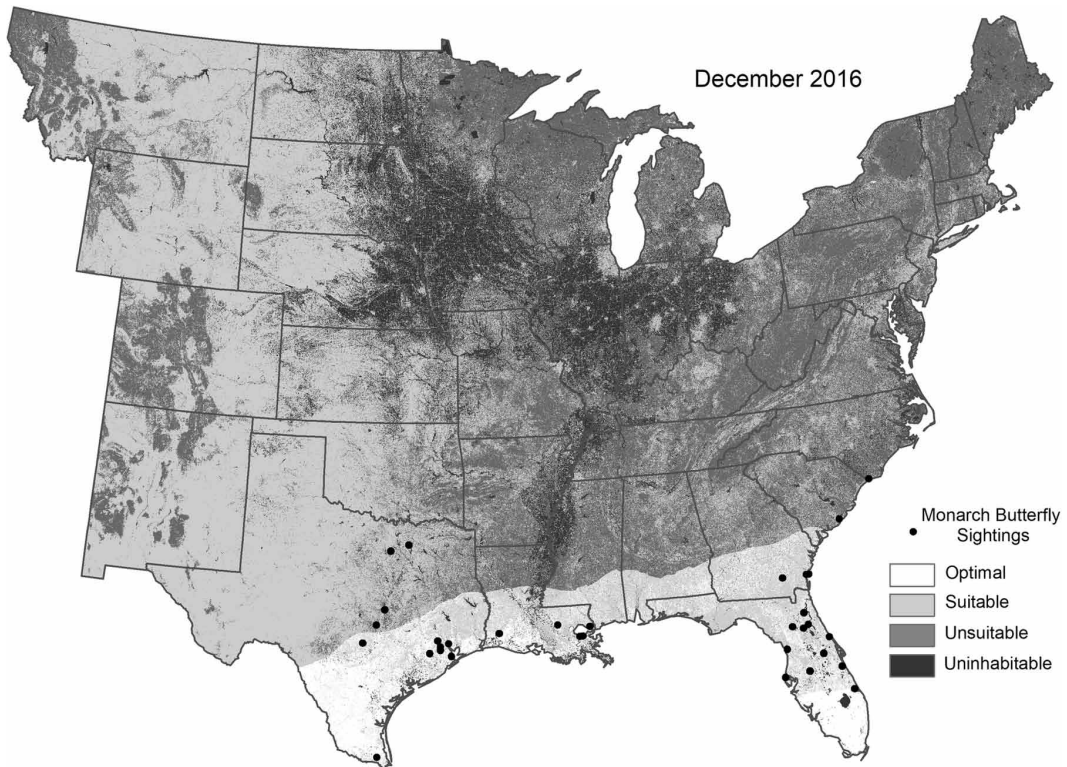 December 2016
Monarch Butterfly
Sightings
Optimal
Suitable
Unsuitable
Uninhabitable